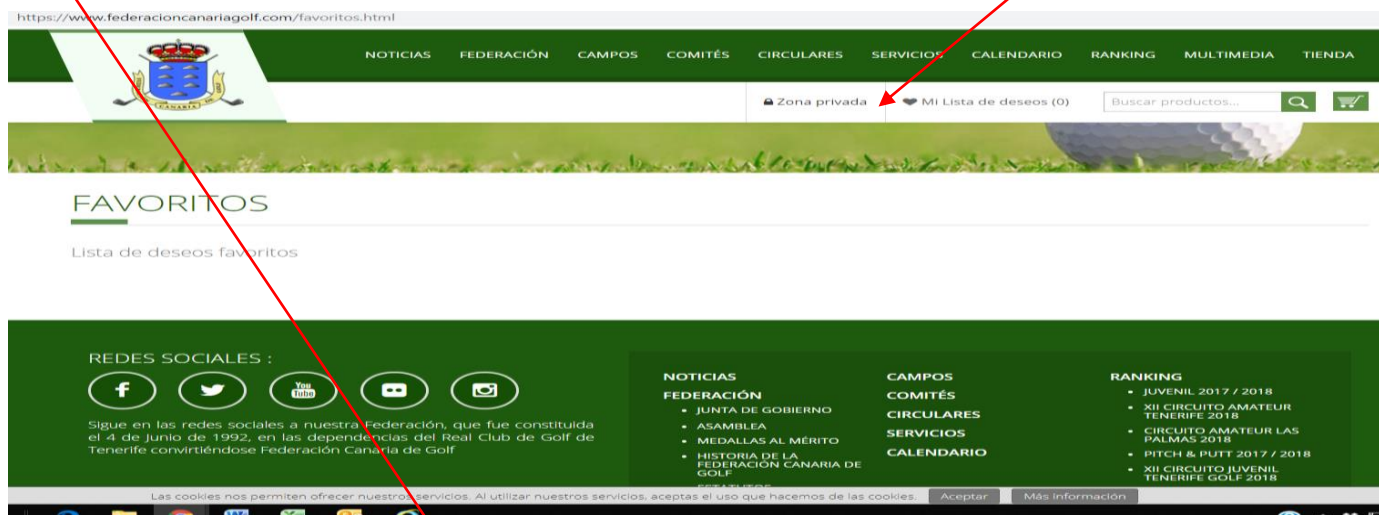 https://www.federacioncanariagolf.com/favoritos.html
NOTICIAS FEDERACIÓN CAMPOS COMITÉS CIRCULARES SERVICIOS CALENDARIO RANKING MULTIMEDIA TIENDA
Zona privada Mi Lista de deseos (0) Buscar productos...
CANARIA
FAVORITOS
Lista de deseos favoritos
REDES SOCIALES :
You Tube
Sigue en las redes sociales a nuestra Federación, que fue constituida
el 4 de Junio de 1992, en las dependencias del Real Club de Golf de
Tenerife convirtiéndose Federación Canaria de Golf
NOTICIAS
FEDERACIÓN
JUNTA DE GOBIERNO
ASAMBLEA
MEDALLAS AL MÉRITO
HISTORIA DE LA
FEDERACIÓN CANARIA DE
GOLF
ESTATUTOS
CAMPOS
COMITÉS
CIRCULARES
SERVICIOS
CALENDARIO
RANKING
JUVENIL 2017 / 2018
XII CIRCUITO AMATEUR
TENERIFE 2018
CIRCUITO AMATEUR LAS
PALMAS 2018
PITCH & PUTT 2017 / 2018
XII CIRCUITO JUVENIL
TENERIFE GOLF 2018
Las cookies nos permiten ofrecer nuestros servicios. Al utilizar nuestros servicios, aceptas el uso que hacemos de las cookies. Aceptar Más Información